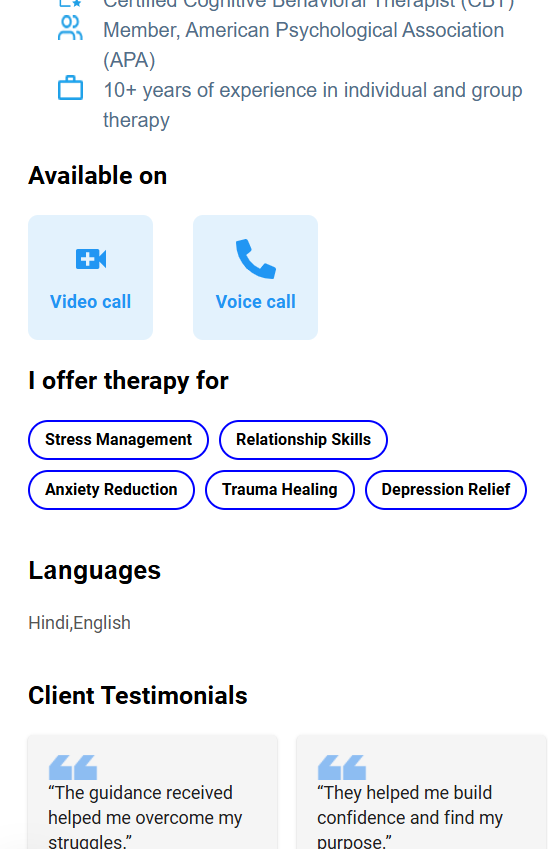 Certified Cognitive Behavioral Therapist (CBT)
Member, American Psychological Association
(APA)
10+ years of experience in individual and group
therapy
Available on
Video call
Voice call
I offer therapy for
Stress Management
Relationship Skills
Anxiety Reduction
Trauma Healing
Depression Relief
Languages
Hindi,English
Client Testimonials
“The guidance received
helped me overcome my
struggles.”
“They helped me build
confidence and find my
purpose.”